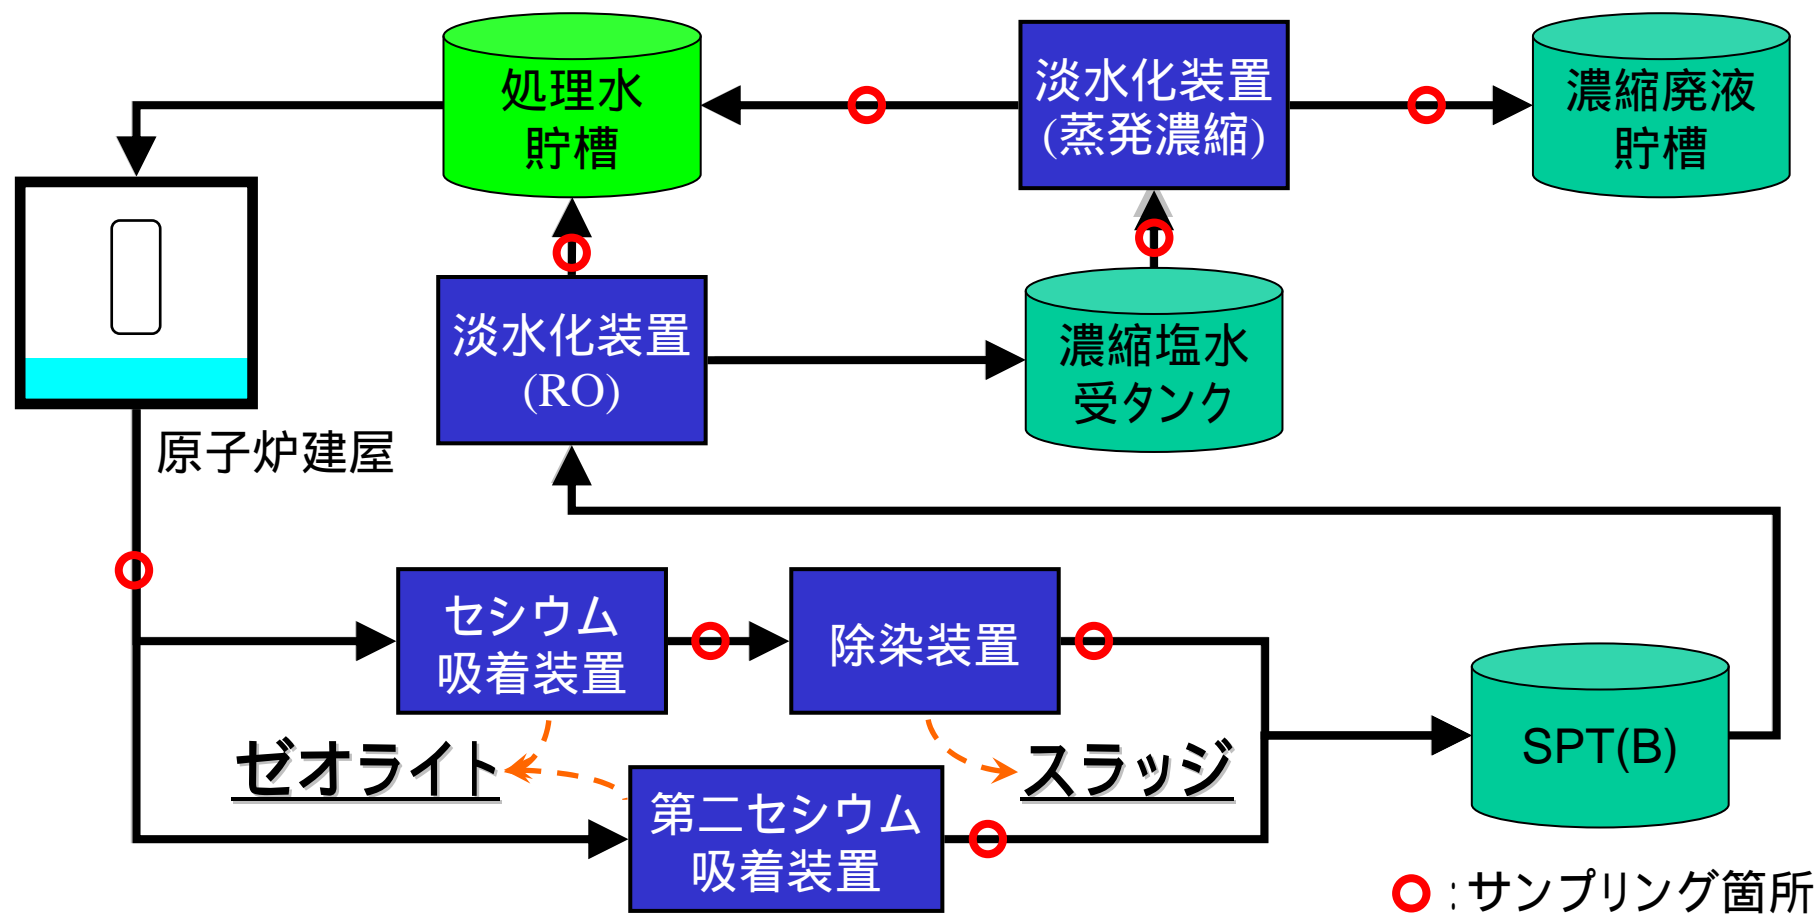 処理水
貯槽
淡水化装置
(蒸発濃縮)
濃縮廃液
貯槽
淡水化装置
(RO)
濃縮塩水
受タンク
原子炉建屋
セシウム
吸着装置
除染装置
SPT(B)
ゼオライト
スラッジ
第二セシウム
吸着装置
:サンプリング箇所